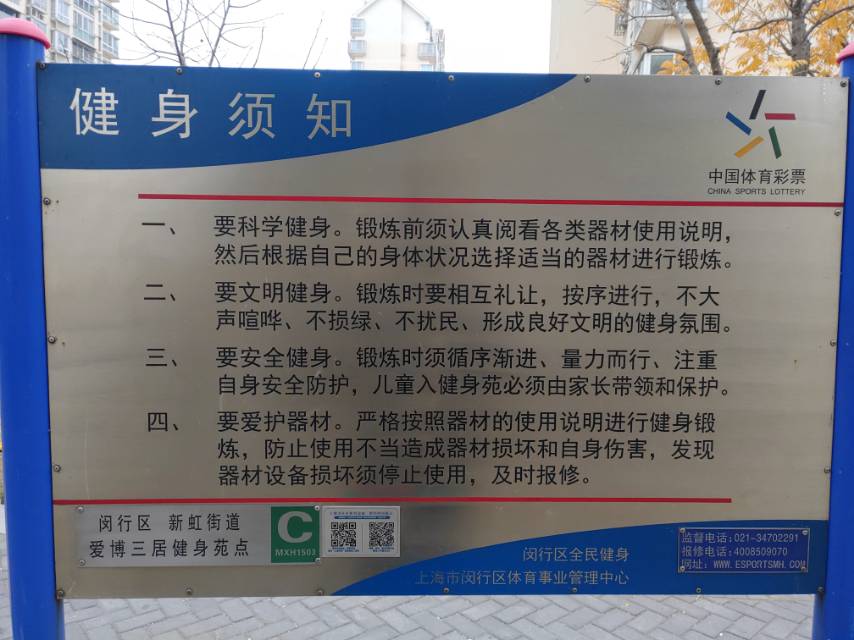 健身须知
中国体育彩票
CHINA SPORTS LOTTERY
一、 要科学健身。锻炼前须认真阅看各类器材使用说明，
然后根据自己的身体状况选择适当的器材进行锻炼。
二、 要文明健身。锻炼时要相互礼让，按序进行，不大
声喧哗、不损绿、不扰民、形成良好文明的健身氛围。
三、 要安全健身。锻炼时须循序渐进、量力而行、注重
自身安全防护，儿童入健身苑必须由家长带领和保护。
四、 要爱护器材。严格按照器材的使用说明进行健身锻
炼，防止使用不当造成器材损坏和自身伤害，发现
器材设备损坏须停止使用，及时报修。
闵行区 新虹街道
爱博三居健身苑点
C
MXH1503
闵行区全民健身
上海市闵行区体育事业管理中心
监督电话:021-34702291
报修电话:4008509070
网址: WWW.ESPORTSMH.COM